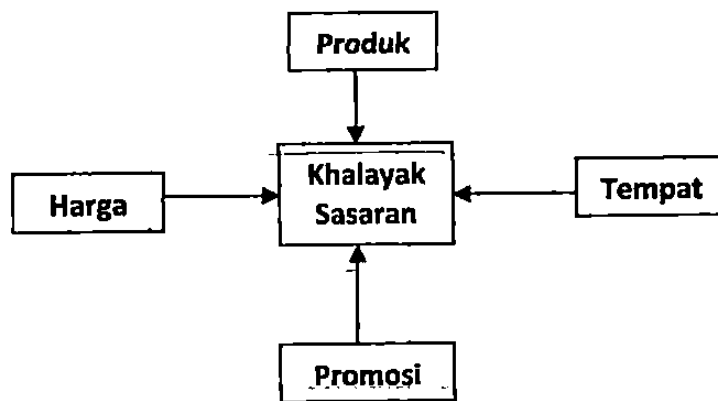 Produk
Khalayak
Sasaran
Harga
Tempat
Promosi